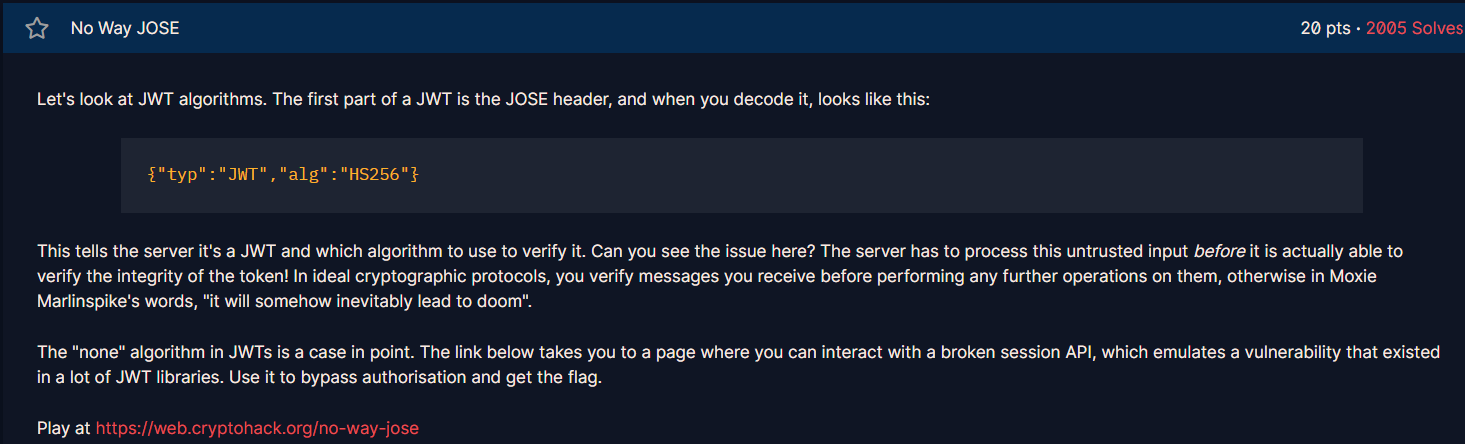 No Way JOSE
20 pts · 2005 Solves
Let's look at JWT algorithms. The first part of a JWT is the JOSE header, and when you decode it, looks like this:
{"typ":"JWT","alg":"HS256"}
This tells the server it's a JWT and which algorithm to use to verify it. Can you see the issue here? The server has to process this untrusted input before it is actually able to
verify the integrity of the token! In ideal cryptographic protocols, you verify messages you receive before performing any further operations on them, otherwise in Moxie
Marlinspike's words, "it will somehow inevitably lead to doom".
The "none" algorithm in JWTs is a case in point. The link below takes you to a page where you can interact with a broken session API, which emulates a vulnerability that existed
in a lot of JWT libraries. Use it to bypass authorisation and get the flag.
Play at https://web.cryptohack.org/no-way-jose